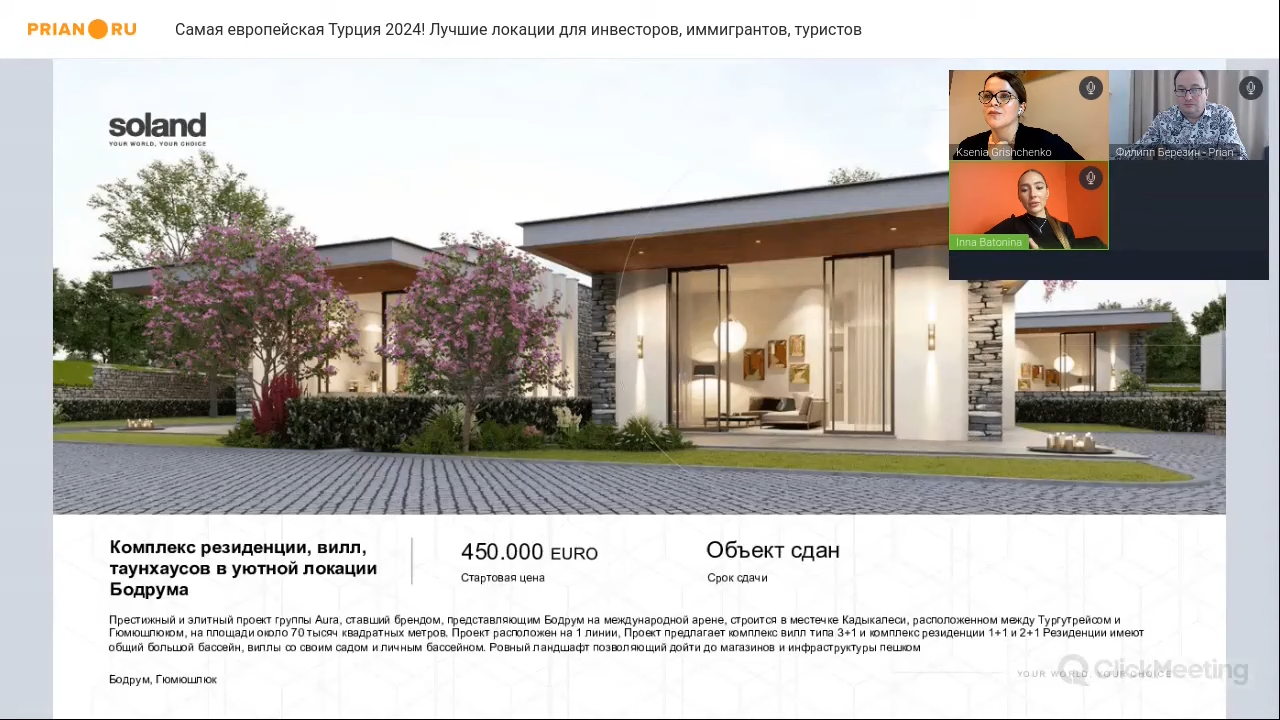 PRIAN RU
Самая европейская Турция 2024! Лучшие локации для инвесторов, иммигрантов, туристов
soland
YOUR WORLD, YOUR CHOICE
Ksenia Grishchenko
Филипп Березин - Prian
Inna Batonina
Комплекс резиденции, вилл,
таунхаусов в уютной локации
Бодрума
450.000 EURO
Стартовая цена
Объект сдан
Срок сдачи
Престижный и элитный проект группы Aura, ставший брендом, представляющим Бодрум на международной арене, строится в местечке Кадыкалеси, расположенном между Тургутрейсом и
Гюмюшлюком, на площади около 70 тысяч квадратных метров. Проект расположен на 1 линии, Проект предлагает комплекс вилл типа 3+1 и комплекс резиденции 1+1 и 2+1 Резиденции имеют
общий большой бассейн, виллы со своим садом и личным бассейном. Ровный ландшафт позволяющий дойти до магазинов и инфраструктуры пешком
YOUR WORLD, YOUR CHOICE
ClickMeeting
Бодрум, Гюмюшлюк